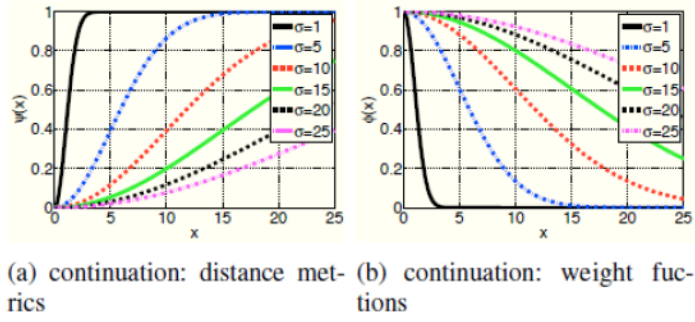 1
0.8
0.6
0.4
0.2
0
ψ(x)
0 5 10 15 20 25
x
σ=1
σ=5
σ=10
σ=15
σ=20
σ=25
1
0.8
0.6
0.4
0.2
0
ϕ(x)
0 5 10 15 20 25
x
σ=1
σ=5
σ=10
σ=15
σ=20
σ=25
(a) continuation: distance met-
rics
(b) continuation: weight fuc-
tions